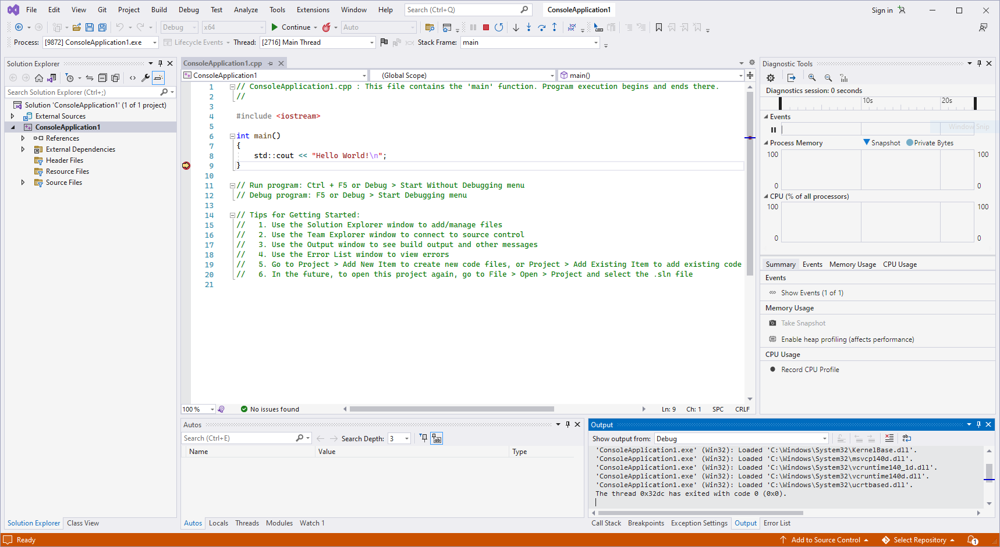 File Edit View Git Project Build Debug Test Analyze Tools Extensions Window Help Search (Ctrl+Q) ConsoleApplication1 Sign in
Debug x64 Continue Auto
Process: [9872] ConsoleApplication1.exe Lifecycle Events Thread: [2716] Main Thread Stack Frame: main
Solution Explorer
Search Solution Explorer (Ctrl+;)
Solution 'ConsoleApplication1' (1 of 1 project)
External Sources
ConsoleApplication1
References
External Dependencies
Header Files
Resource Files
Source Files
Solution Explorer Class View
ConsoleApplication1.cpp
ConsoleApplication1 (Global Scope) main()
1 // ConsoleApplication1.cpp : This file contains the 'main' function. Program execution begins and ends there.
2 //
3
4 #include <iostream>
5
6 int main()
7 {
8 std::cout << "Hello World!\n";
9 }
10
11 // Run program: Ctrl + F5 or Debug > Start Without Debugging menu
12 // Debug program: F5 or Debug > Start Debugging menu
13
14 // Tips for Getting Started:
15 // 1. Use the Solution Explorer window to add/manage files
16 // 2. Use the Team Explorer window to connect to source control
17 // 3. Use the Output window to see build output and other messages
18 // 4. Use the Error List window to view errors
19 // 5. Go to Project > Add New Item to create new code files, or Project > Add Existing Item to add existing code
20 // 6. In the future, to open this project again, go to File > Open > Project and select the .sln file
21
100 % No issues found Ln: 9 Ch: 1 SPC CRLF
Diagnostic Tools
Diagnostics session: 0 seconds
10s 20s
Events
Window Snip
Process Memory Snapshot Private Bytes
100 100
0 0
CPU (% of all processors)
100 100
0 0
Summary Events Memory Usage CPU Usage
Events
Show Events (1 of 1)
Memory Usage
Take Snapshot
Enable heap profiling (affects performance)
CPU Usage
Record CPU Profile
Autos
Search (Ctrl+E) Search Depth: 3
Name Value Type
Autos Locals Threads Modules Watch 1
Output
Show output from: Debug
'ConsoleApplication1.exe' (Win32): Loaded 'C:\Windows\System32\KernelBase.dll'.
'ConsoleApplication1.exe' (Win32): Loaded 'C:\Windows\System32\msvcp140d.dll'.
'ConsoleApplication1.exe' (Win32): Loaded 'C:\Windows\System32\vcruntime140_1d.dll'.
'ConsoleApplication1.exe' (Win32): Loaded 'C:\Windows\System32\vcruntime140d.dll'.
'ConsoleApplication1.exe' (Win32): Loaded 'C:\Windows\System32\ucrtbased.dll'.
The thread 0x32dc has exited with code 0 (0x0).
Call Stack Breakpoints Exception Settings Output Error List
Ready Add to Source Control Select Repository 1